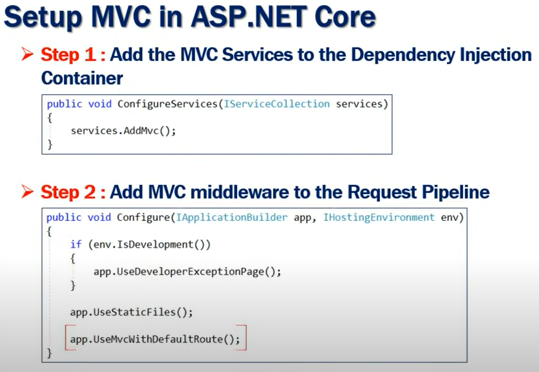 Setup MVC in ASP.NET Core
➢ Step 1 : Add the MVC Services to the Dependency Injection
Container
public void ConfigureServices(IServiceCollection services)
{
    services.AddMvc();
}
➢ Step 2 : Add MVC middleware to the Request Pipeline
public void Configure(IApplicationBuilder app, IHostingEnvironment env)
{
    if (env.IsDevelopment())
    {
        app.UseDeveloperExceptionPage();
    }
    app.UseStaticFiles();
    app.UseMvcWithDefaultRoute();
}